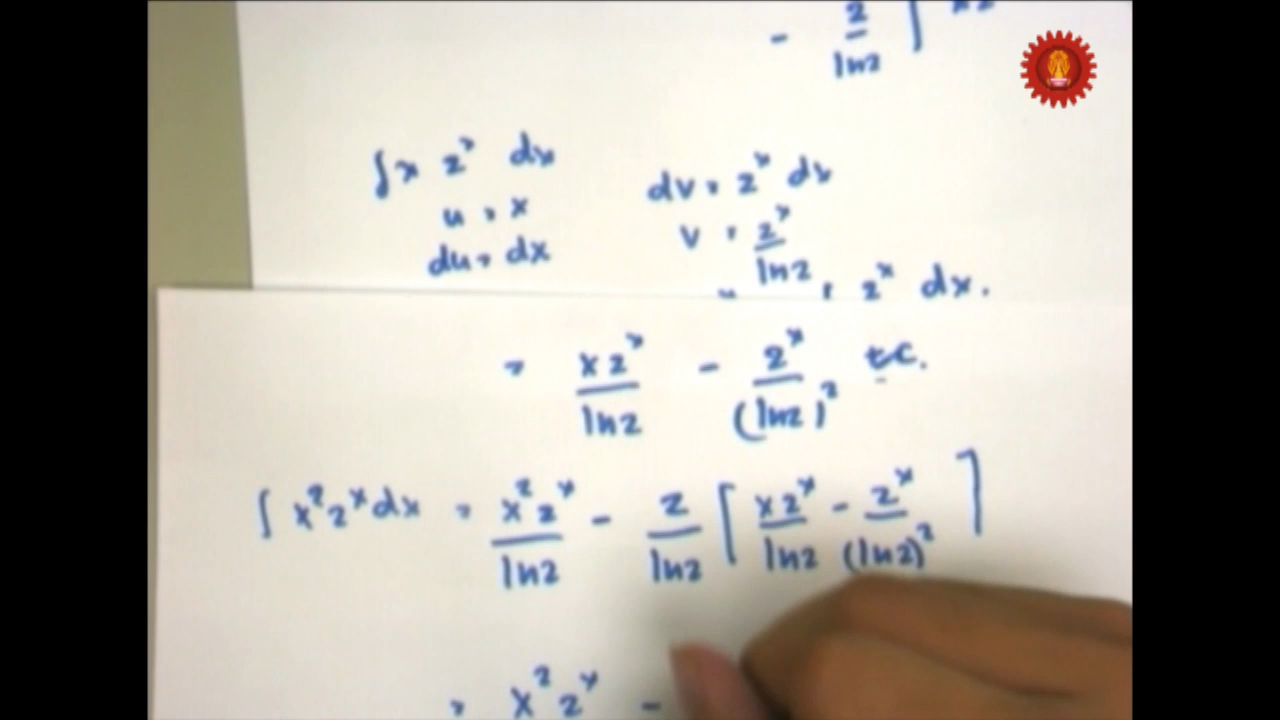 - 2/ln2 [
∫ x 2^x dx
u = x
du = dx
dv = 2^x dx
v = 2^x/ln2
2^x dx.
= x2^x/ln2 - 2^x/(ln2)^2 + C.
∫ x^2 2^x dx = x^2 2^x/ln2 - 2/ln2 [ x2^x/ln2 - 2^x/(ln2)^2 ]
= x^2 2^x -